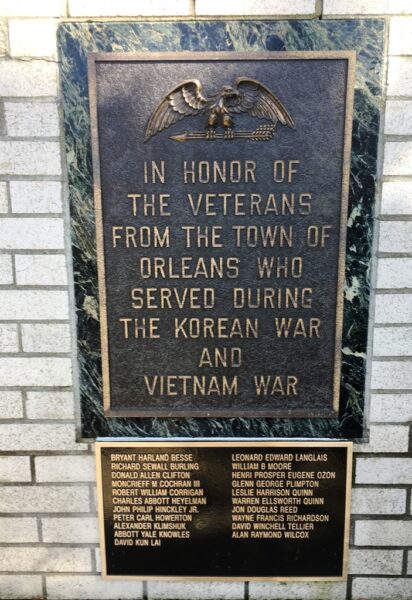 IN HONOR OF
THE VETERANS
FROM THE TOWN OF
ORLEANS WHO
SERVED DURING
THE KOREAN WAR
AND
VIETNAM WAR
BRYANT HARLAND BESSE
RICHARD SEWALL BURLING
DONALD ALLEN CLIFTON
MONCRIEFF M COCHRAN III
ROBERT WILLIAM CORRIGAN
CHARLES ABBOTT HEYELMAN
JOHN PHILIP HINCKLEY JR.
PETER CARL HOWERTON
ALEXANDER KLIMSHUK
ABBOTT YALE KNOWLES
DAVID KUN LAI
LEONARD EDWARD LANGLAIS
WILLIAM B MOORE
HENRI PROSPER EUGENE OZON
GLENN GEORGE PLIMPTON
LESLIE HARRISON QUINN
WARREN ELLSWORTH QUINN
JON DOUGLAS REED
WAYNE FRANCIS RICHARDSON
DAVID WINCHELL TELLIER
ALAN RAYMOND WILCOX